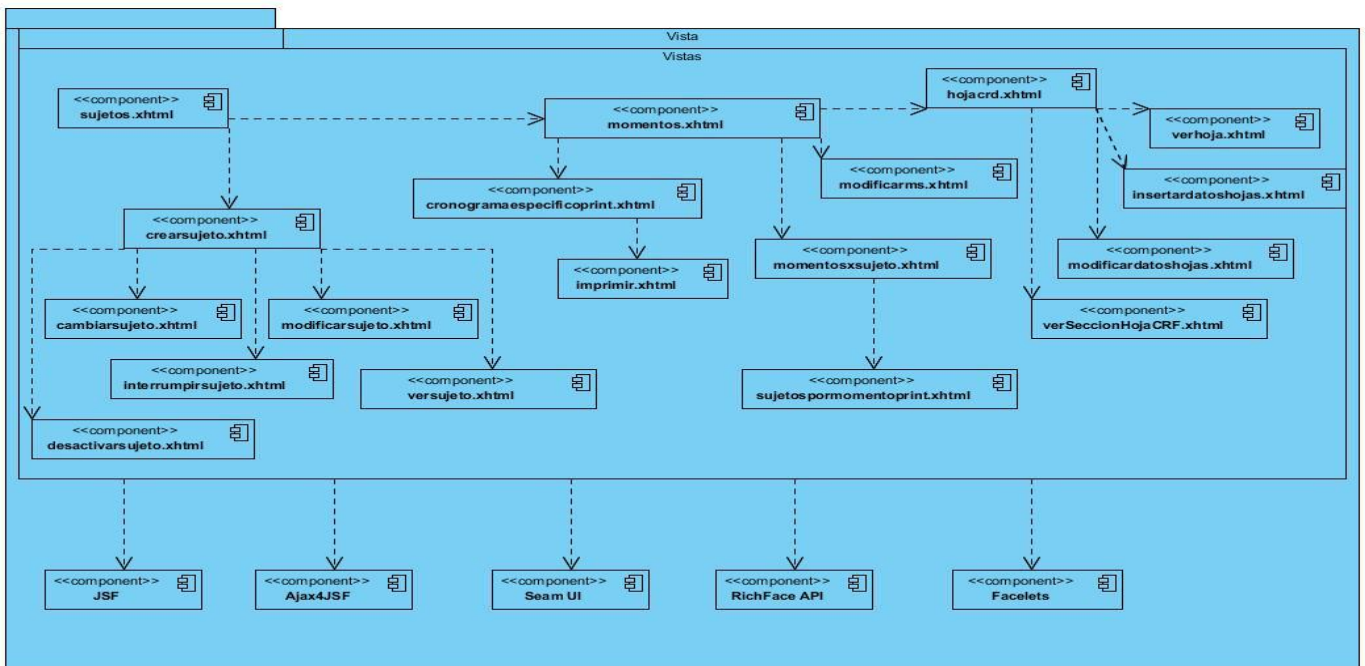 Vista
Vistas
<<component>>
sujetos.xhtml
<<component>>
momentos.xhtml
<<component>>
hojacrd.xhtml
<<component>>
verhoja.xhtml
<<component>>
modificarms.xhtml
<<component>>
insertardatoshojas.xhtml
<<component>>
cronogramaespecificoprint.xhtml
<<component>>
crearsujeto.xhtml
<<component>>
momentosxsujeto.xhtml
<<component>>
modificardatoshojas.xhtml
<<component>>
imprimir.xhtml
<<component>>
cambiarsujeto.xhtml
<<component>>
modificarsujeto.xhtml
<<component>>
verSeccionHojaCRF.xhtml
<<component>>
interrumpirsujeto.xhtml
<<component>>
versujeto.xhtml
<<component>>
sujetospormomentoprint.xhtml
<<component>>
desactivarsujeto.xhtml
<<component>>
JSF
<<component>>
Ajax4JSF
<<component>>
Seam UI
<<component>>
RichFace API
<<component>>
Facelets